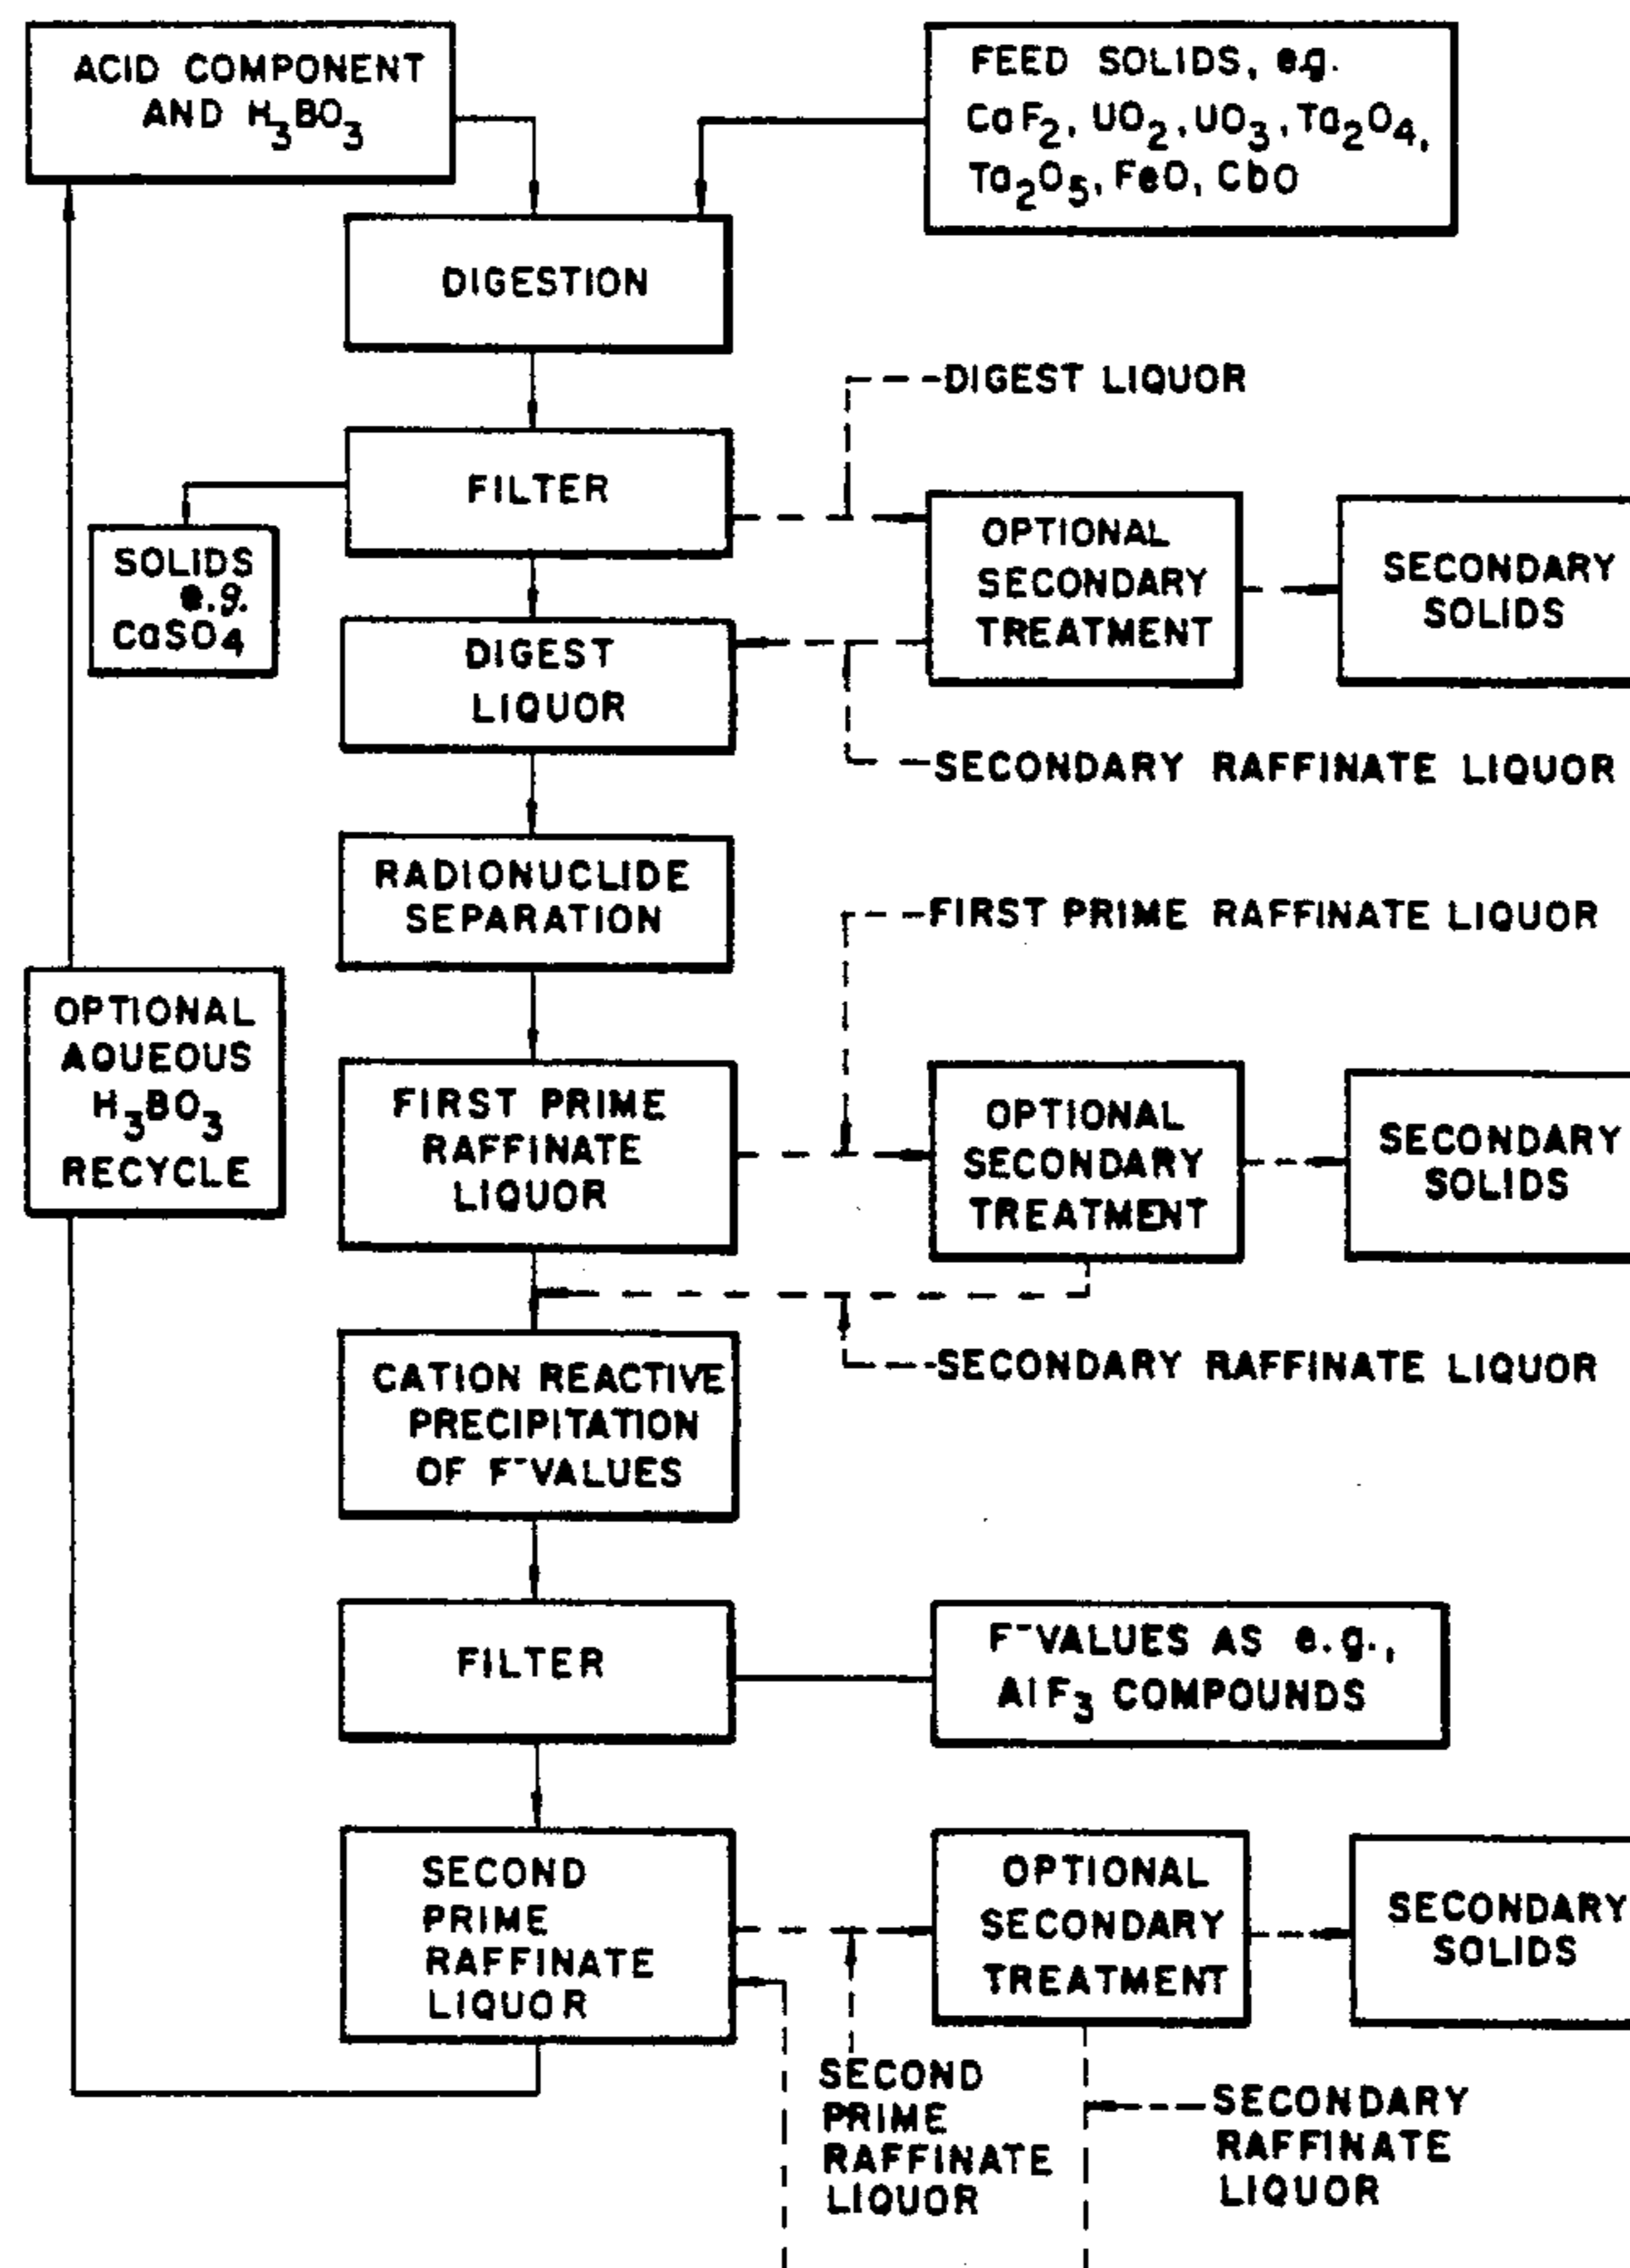 ACID COMPONENT
AND H3BO3
FEED SOLIDS, e.g.
CaF2, UO2, UO3, Ta2O4,
Ta2O5, FeO, CbO
DIGESTION
DIGEST LIQUOR
FILTER
SOLIDS
e.g.
CaSO4
OPTIONAL
SECONDARY
TREATMENT
SECONDARY
SOLIDS
DIGEST
LIQUOR
SECONDARY RAFFINATE LIQUOR
RADIONUCLIDE
SEPARATION
FIRST PRIME RAFFINATE LIQUOR
OPTIONAL
AQUEOUS
H3BO3
RECYCLE
FIRST PRIME
RAFFINATE
LIQUOR
OPTIONAL
SECONDARY
TREATMENT
SECONDARY
SOLIDS
SECONDARY RAFFINATE LIQUOR
CATION REACTIVE
PRECIPITATION
OF F⁻VALUES
FILTER
F⁻VALUES AS e.g.,
AlF3 COMPOUNDS
SECOND
PRIME
RAFFINATE
LIQUOR
OPTIONAL
SECONDARY
TREATMENT
SECONDARY
SOLIDS
SECOND
PRIME
RAFFINATE
LIQUOR
SECONDARY
RAFFINATE
LIQUOR